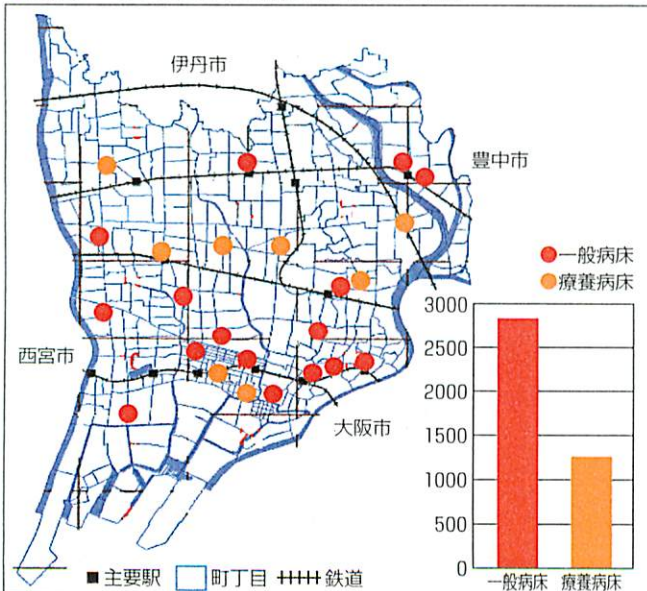 伊丹市
豊中市
一般病床
療養病床
西宮市
大阪市
3000
2500
2000
1500
1000
500
0
一般病床 療養病床
主要駅 町丁目 鉄道